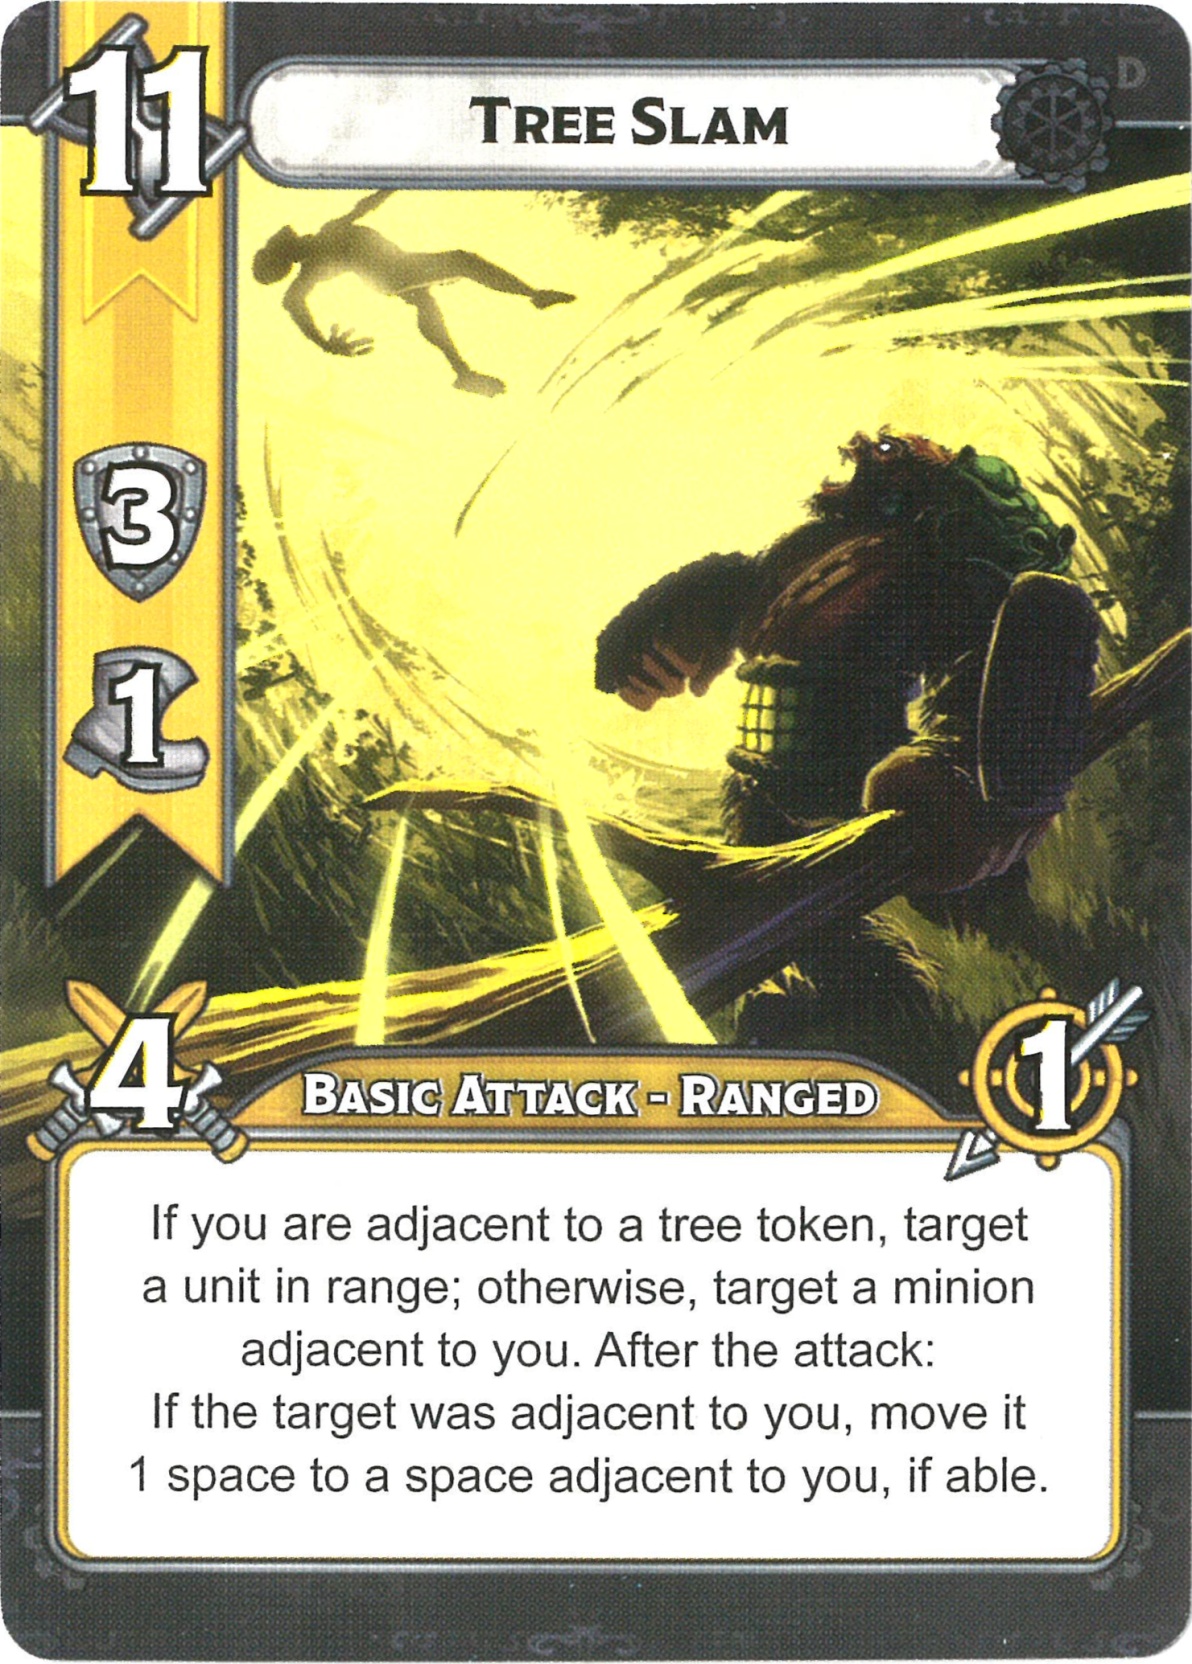 11
TREE SLAM
D
3
1
4
BASIC ATTACK - RANGED
1
If you are adjacent to a tree token, target
a unit in range; otherwise, target a minion
adjacent to you. After the attack:
If the target was adjacent to you, move it
1 space to a space adjacent to you, if able.